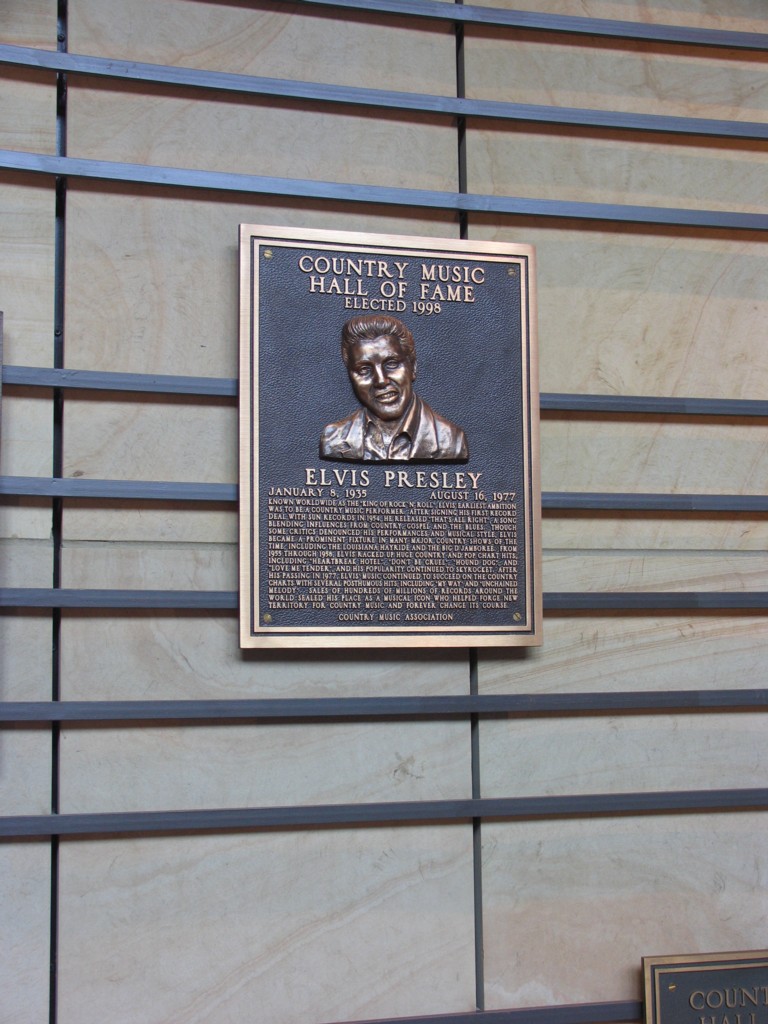 COUNTRY MUSIC
HALL OF FAME
ELECTED 1998
ELVIS PRESLEY
JANUARY 8, 1935 AUGUST 16, 1977
KNOWN WORLDWIDE AS THE "KING OF ROCK 'N' ROLL", ELVIS' EARLIEST AMBITION
WAS TO BE A COUNTRY MUSIC PERFORMER. AFTER SIGNING HIS FIRST RECORD
DEAL WITH SUN RECORDS IN 1954, HE RELEASED "THAT'S ALL RIGHT", A SONG
BLENDING INFLUENCES FROM COUNTRY, GOSPEL AND THE BLUES. THOUGH
SOME CRITICS DENOUNCED HIS PERFORMANCES AND MUSICAL STYLE, ELVIS
BECAME A PROMINENT FIXTURE IN MANY MAJOR COUNTRY SHOWS OF THE
TIME, INCLUDING THE LOUISIANA HAYRIDE AND THE BIG D JAMBOREE. FROM
1955 THROUGH 1958, ELVIS RACKED UP HUGE COUNTRY AND POP CHART HITS,
INCLUDING "HEARTBREAK HOTEL", "DON'T BE CRUEL", "HOUND DOG", AND
"LOVE ME TENDER", AND HIS POPULARITY CONTINUED TO SKYROCKET. AFTER
HIS PASSING IN 1977, ELVIS' MUSIC CONTINUED TO SUCCEED ON THE COUNTRY
CHARTS WITH SEVERAL POSTHUMOUS HITS, INCLUDING "MY WAY" AND "UNCHAINED
MELODY". SALES OF HUNDREDS OF MILLIONS OF RECORDS AROUND THE
WORLD SEALED HIS PLACE AS A MUSICAL ICON WHO HELPED FORGE NEW
TERRITORY FOR COUNTRY MUSIC AND FOREVER CHANGE ITS COURSE.
COUNTRY MUSIC ASSOCIATION
COUNT
HALL